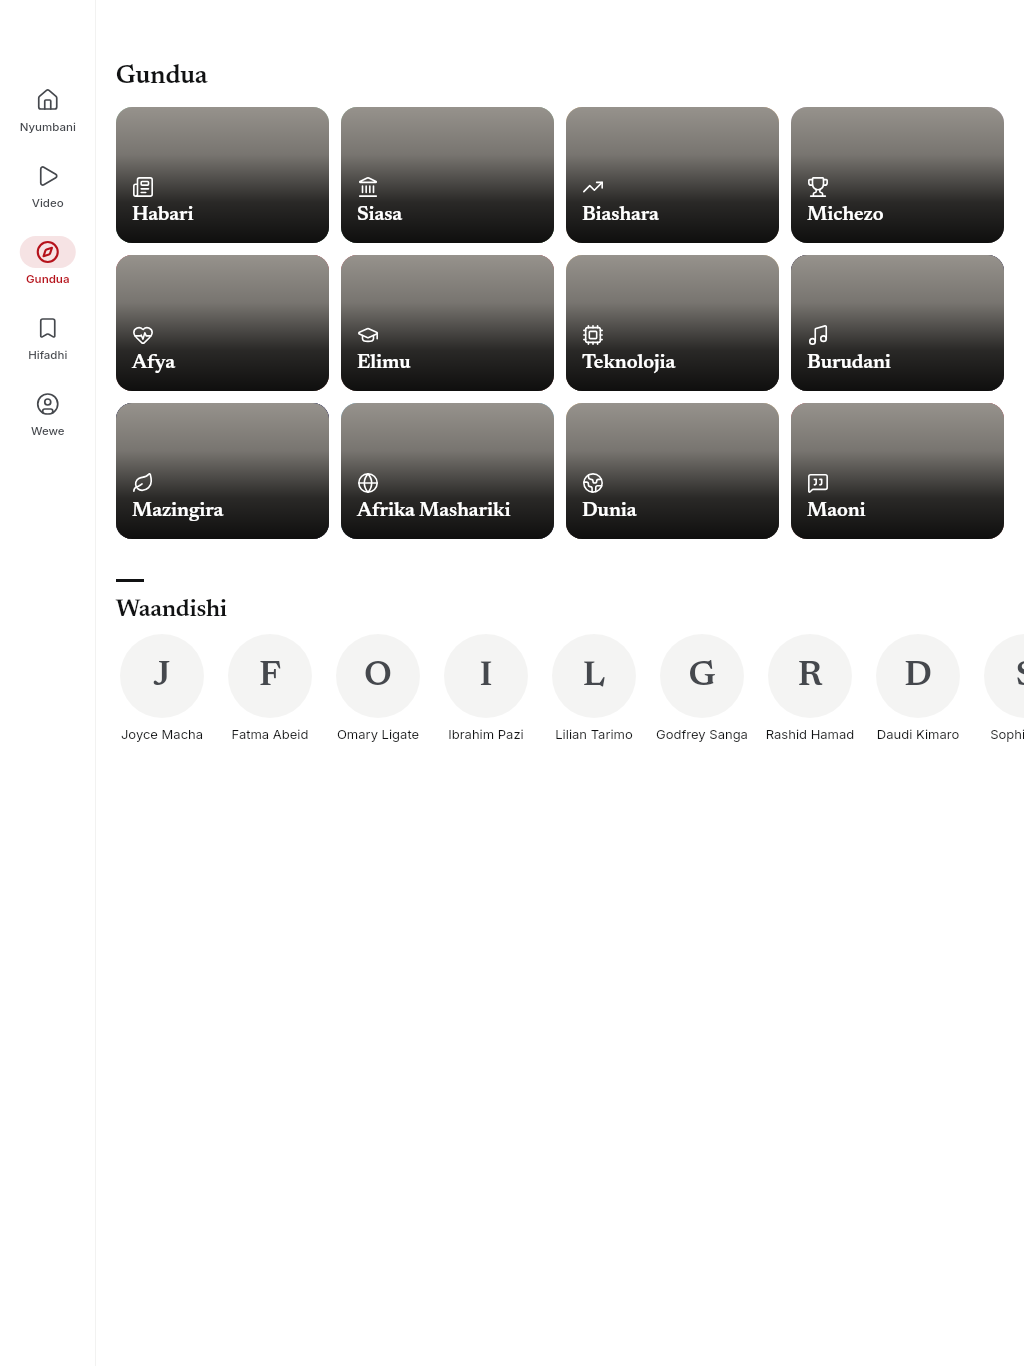 Nyumbani
Video
Gundua
Hifadhi
Wewe
Gundua
Habari
Siasa
Biashara
Michezo
Afya
Elimu
Teknolojia
Burudani
Mazingira
Afrika Mashariki
Dunia
Maoni
Waandishi
J
F
O
I
L
G
R
D
S
Joyce Macha
Fatma Abeid
Omary Ligate
Ibrahim Pazi
Lilian Tarimo
Godfrey Sanga
Rashid Hamad
Daudi Kimaro
Sophi